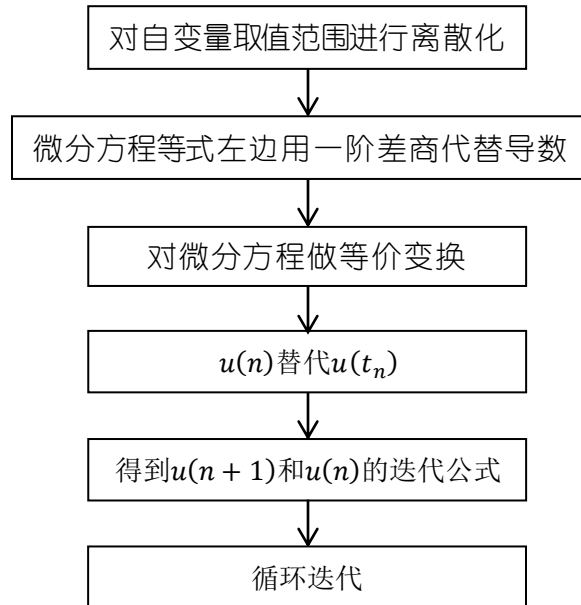 对自变量取值范围进行离散化
微分方程等式左边用一阶差商代替导数
对微分方程做等价变换
u(n)替代u(tₙ)
得到u(n + 1)和u(n)的迭代公式
循环迭代